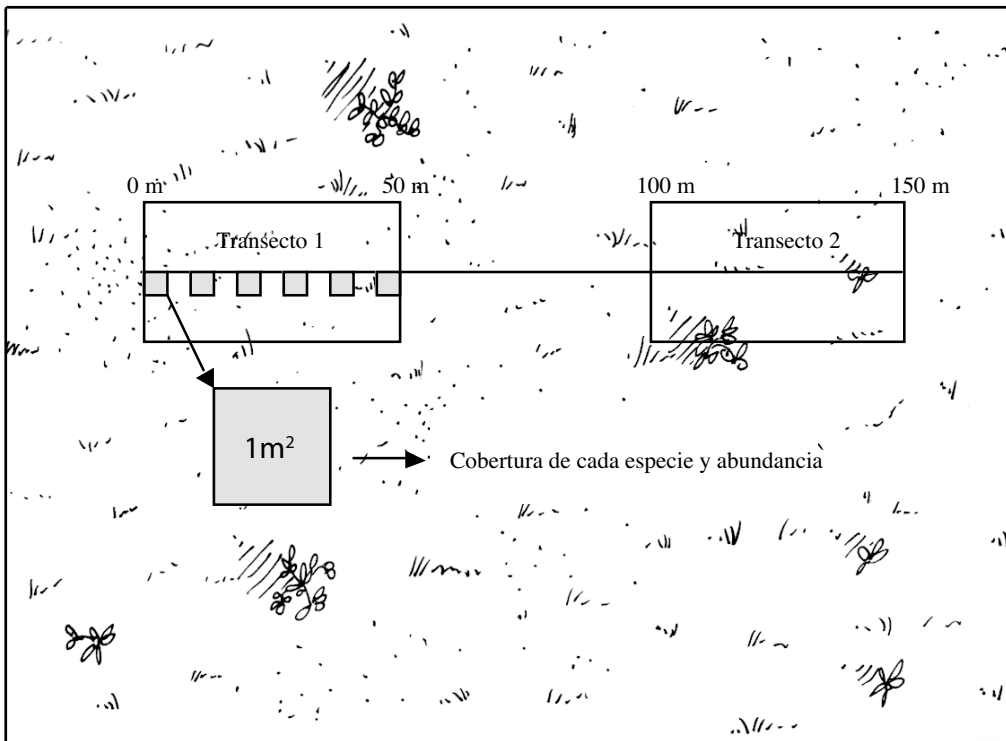 0 m
50 m
100 m
150 m
Transecto 1
Transecto 2
1m²
Cobertura de cada especie y abundancia